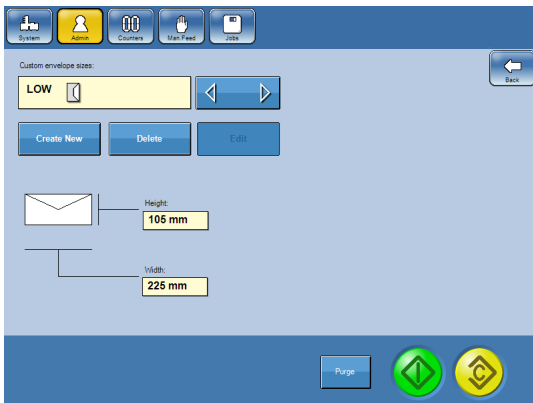 System
Admin
Counters
Man.Feed
Jobs
Custom envelope sizes:
LOW
Back
Create New
Delete
Edit
Height:
105 mm
Width:
225 mm
Purge
C